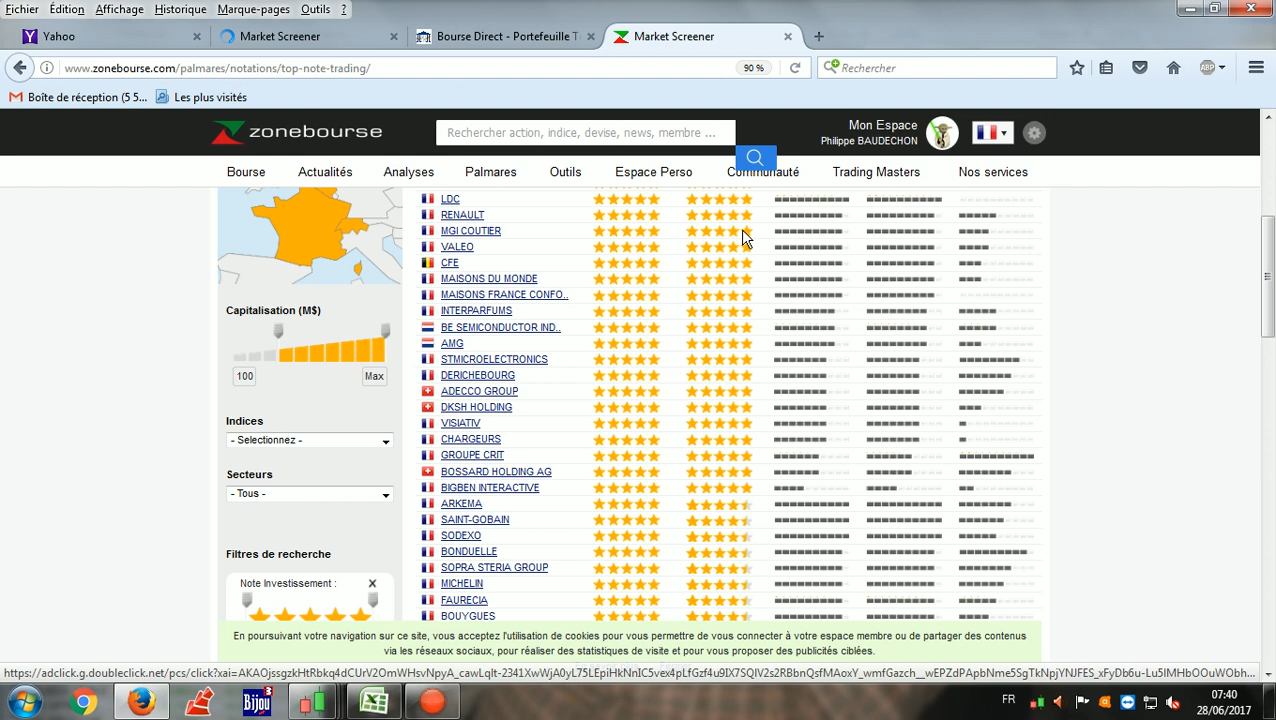 Fichier Édition Affichage Historique Marque-pages Outils ?
Yahoo Market Screener Bourse Direct - Portefeuille T Market Screener
www.zonebourse.com/palmares/notations/top-note-trading/ 90 % Rechercher ABP
Boîte de réception (5 5... Les plus visités
zonebourse Rechercher action, indice, devise, news, membre ... Mon Espace
Philippe BAUDECHON
Bourse Actualités Analyses Palmares Outils Espace Perso Communauté Trading Masters Nos services
LDC
RENAULT
MGI COUTIER
VALEO
CFE
MAISONS DU MONDE
MAISONS FRANCE CONFO..
INTERPARFUMS
BE SEMICONDUCTOR IND..
AMG
STMICROELECTRONICS
DERICHEBOURG
ADECCO GROUP
DKSH HOLDING
VISIATIV
CHARGEURS
GROUPE CRIT
BOSSARD HOLDING AG
BIGBEN INTERACTIVE
ARKEMA
SAINT-GOBAIN
SODEXO
BONDUELLE
SOPRA STERIA GROUP
MICHELIN
FAURECIA
BOUYGUES
Capitalisation (M$)
100 Max
Indices
- Sélectionnez -
Secteurs
- Tous -
Filtres de recherche
Note Investissement :
En poursuivant votre navigation sur ce site, vous acceptez l'utilisation de cookies pour vous permettre de vous connecter à votre espace membre ou de partager des contenus
via les réseaux sociaux, pour réaliser des statistiques de visite et pour vous proposer des publicités ciblées.
Bijou 3
FR 07:40
28/06/2017